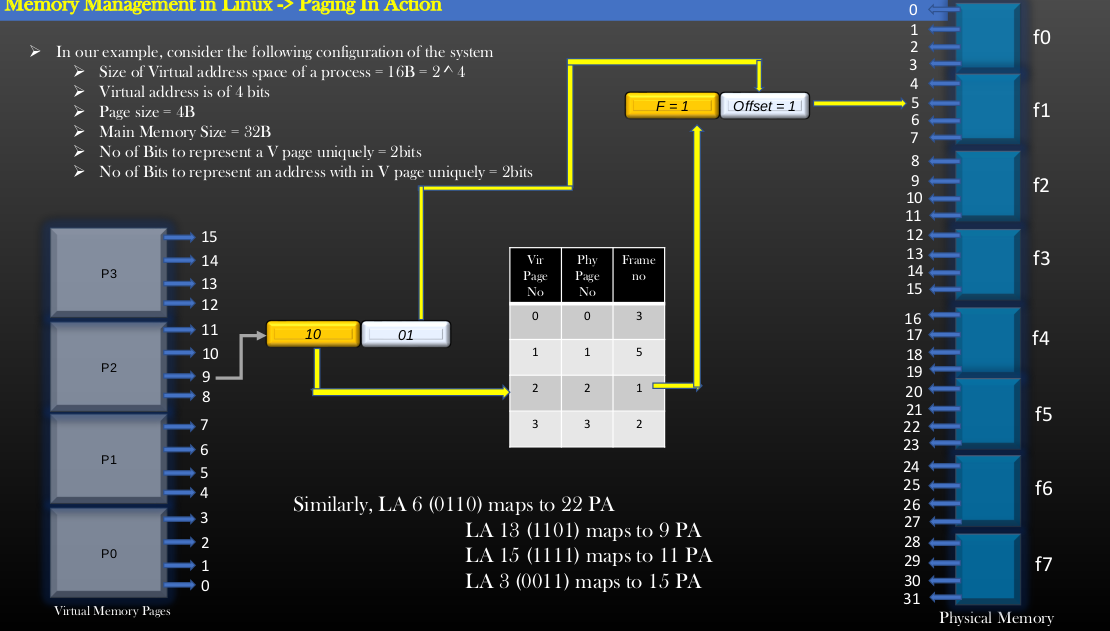 Memory Management in Linux -> Paging In Action
In our example, consider the following configuration of the system
Size of Virtual address space of a process = 16B = 2^4
Virtual address is of 4 bits
Page size = 4B
Main Memory Size = 32B
No of Bits to represent a V page uniquely = 2bits
No of Bits to represent an address with in V page uniquely = 2bits
F = 1
Offset = 1
P3
15
14
13
12
P2
11
10
9
8
P1
7
6
5
4
P0
3
2
1
0
Virtual Memory Pages
10
01
Vir Page No
Phy Page No
Frame no
0 0 3
1 1 5
2 2 1
3 3 2
Similarly, LA 6 (0110) maps to 22 PA
LA 13 (1101) maps to 9 PA
LA 15 (1111) maps to 11 PA
LA 3 (0011) maps to 15 PA
0
1
2
3
f0
4
5
6
7
f1
8
9
10
11
f2
12
13
14
15
f3
16
17
18
19
f4
20
21
22
23
f5
24
25
26
27
f6
28
29
30
31
f7
Physical Memory